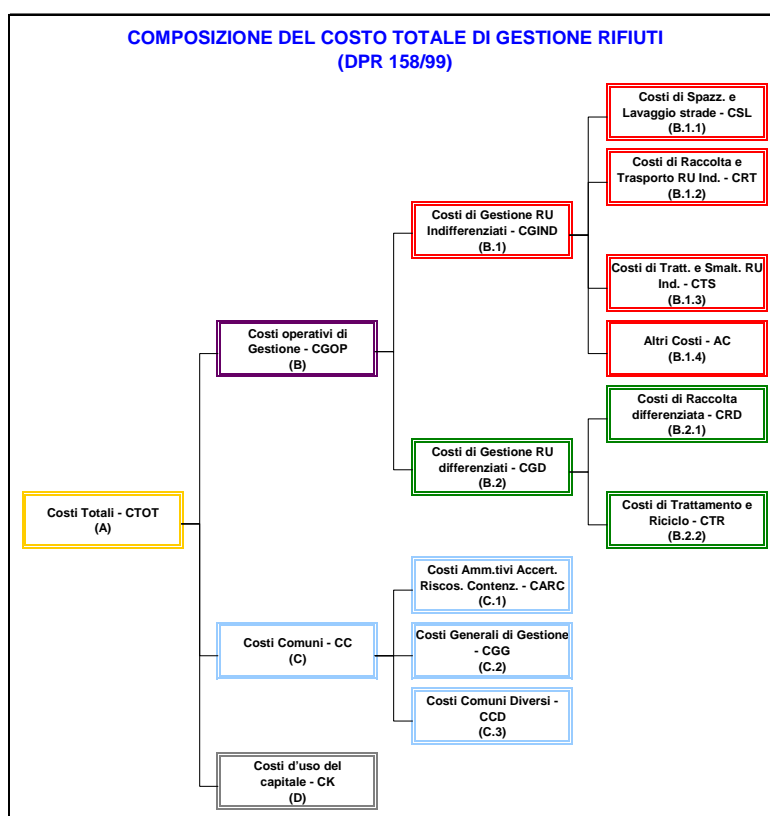 COMPOSIZIONE DEL COSTO TOTALE DI GESTIONE RIFIUTI
(DPR 158/99)
Costi di Spazz. e
Lavaggio strade - CSL
(B.1.1)
Costi di Raccolta e
Trasporto RU Ind. - CRT
(B.1.2)
Costi di Gestione RU
Indifferenziati - CGIND
(B.1)
Costi di Tratt. e Smalt. RU
Ind. - CTS
(B.1.3)
Costi operativi di
Gestione - CGOP
(B)
Altri Costi - AC
(B.1.4)
Costi di Raccolta
differenziata - CRD
(B.2.1)
Costi di Gestione RU
differenziati - CGD
(B.2)
Costi Totali - CTOT
(A)
Costi di Trattamento e
Riciclo - CTR
(B.2.2)
Costi Amm.tivi Accert.
Riscos. Contenz. - CARC
(C.1)
Costi Comuni - CC
(C)
Costi Generali di Gestione
- CGG
(C.2)
Costi Comuni Diversi -
CCD
(C.3)
Costi d'uso del
capitale - CK
(D)